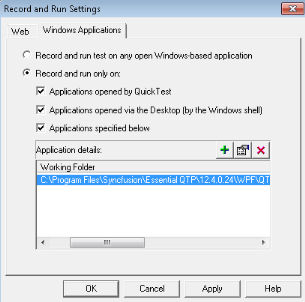 Record and Run Settings
Web
Windows Applications
Record and run test on any open Windows-based application
Record and run only on:
Applications opened by QuickTest
Applications opened via the Desktop (by the Windows shell)
Applications specified below
Application details:
Working Folder
C:\Program Files\Syncfusion\Essential QTP\12.4.0.24\WPF\QT
OK
Cancel
Apply
Help